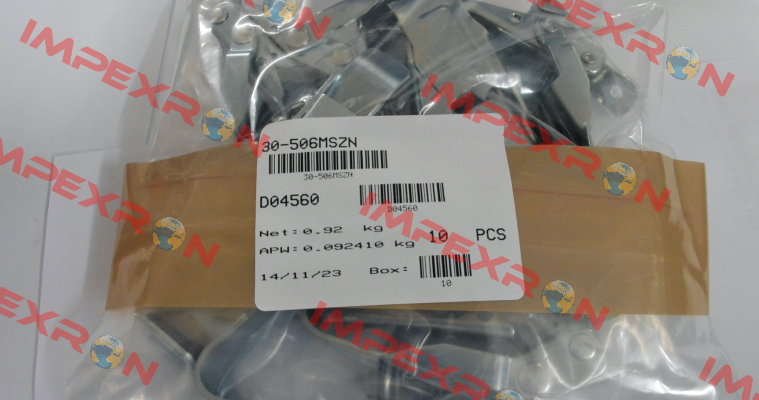 30-506MSZN
30-506MSZN
D04560
D04560
Net: 0.92 kg
APW: 0.092410 kg 10 PCS
14/11/23 Box:
10
IMPEXRON
IMPEXRON
IMPEXRON
IMPEXRON
IMPEXRON
IMPEXRON
IMPEXRON